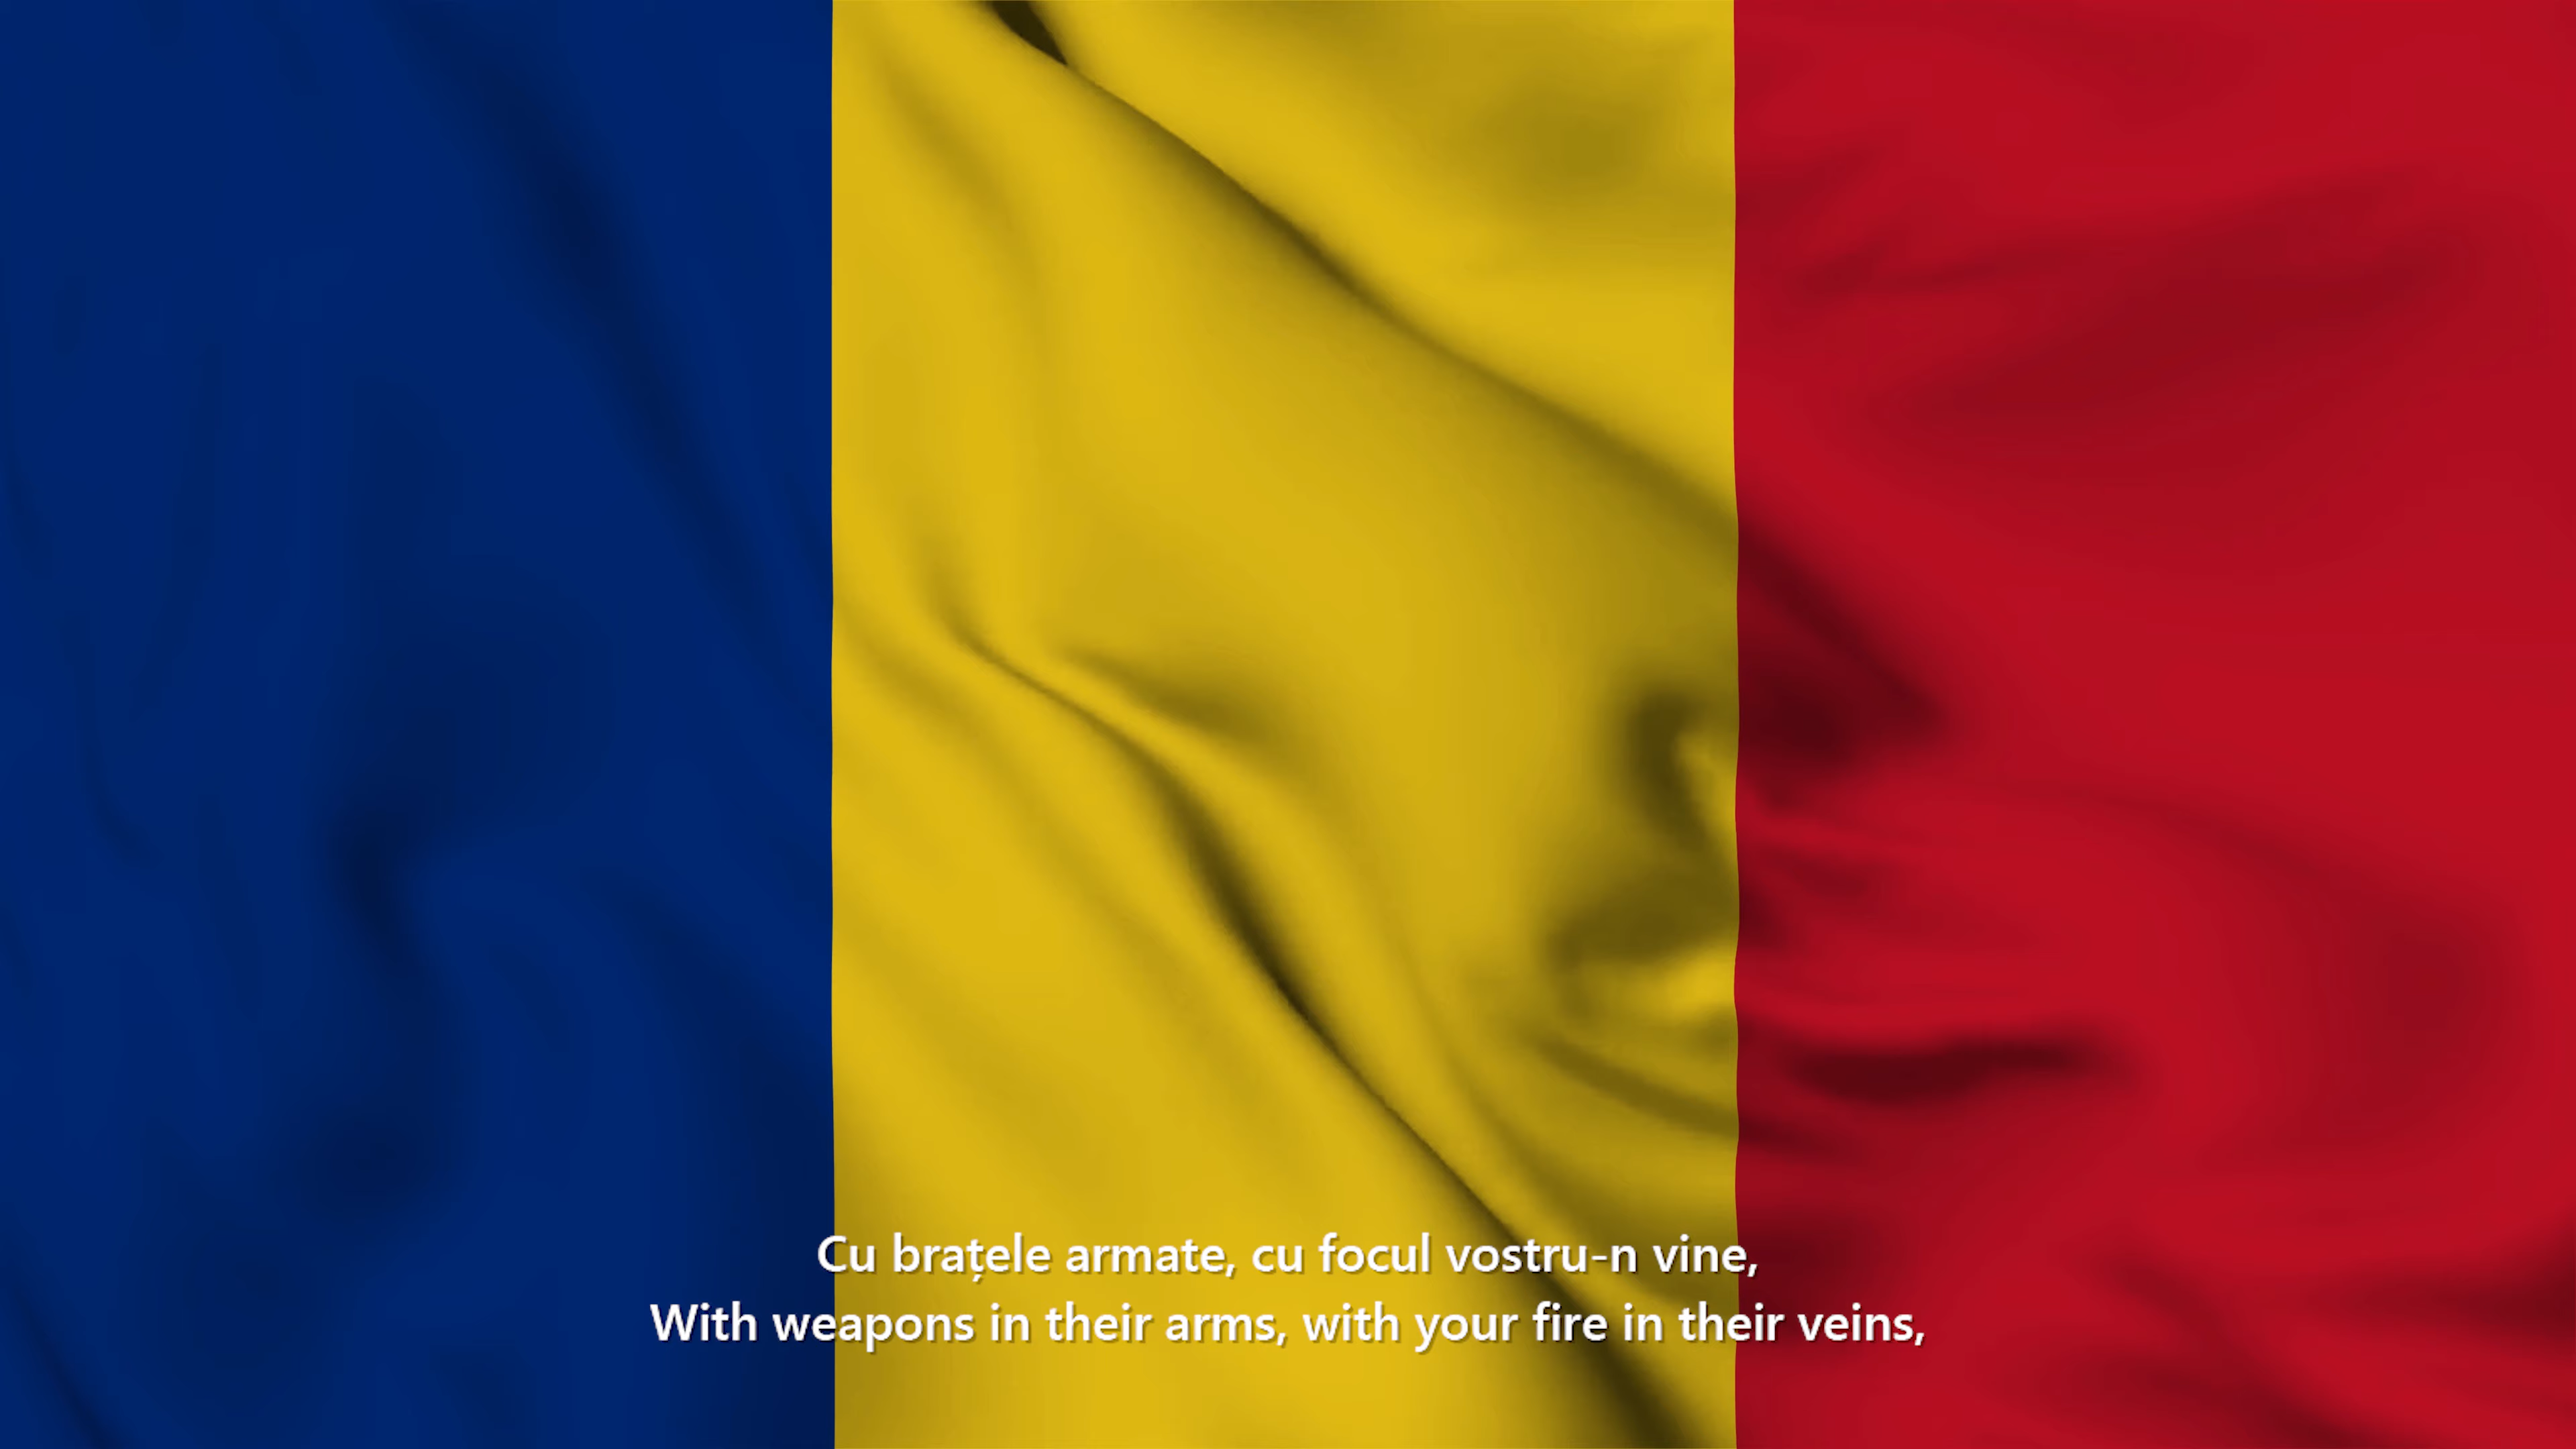 Cu brațele armate, cu focul vostru-n vine,
With weapons in their arms, with your fire in their veins,